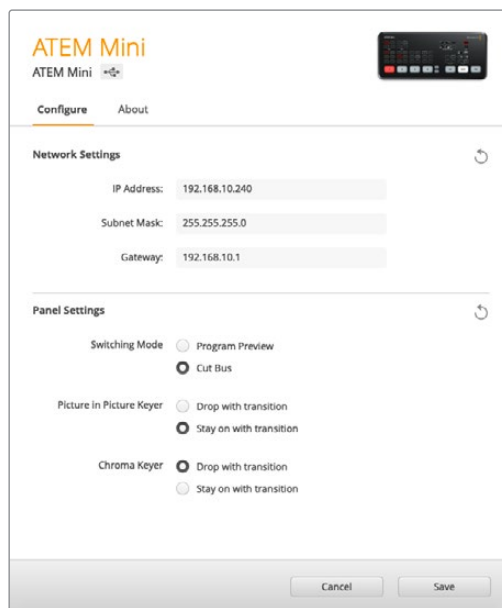 ATEM Mini
ATEM Mini
Configure About
Network Settings
IP Address: 192.168.10.240
Subnet Mask: 255.255.255.0
Gateway: 192.168.10.1
Panel Settings
Switching Mode Program Preview
Cut Bus
Picture in Picture Keyer Drop with transition
Stay on with transition
Chroma Keyer Drop with transition
Stay on with transition
Cancel Save